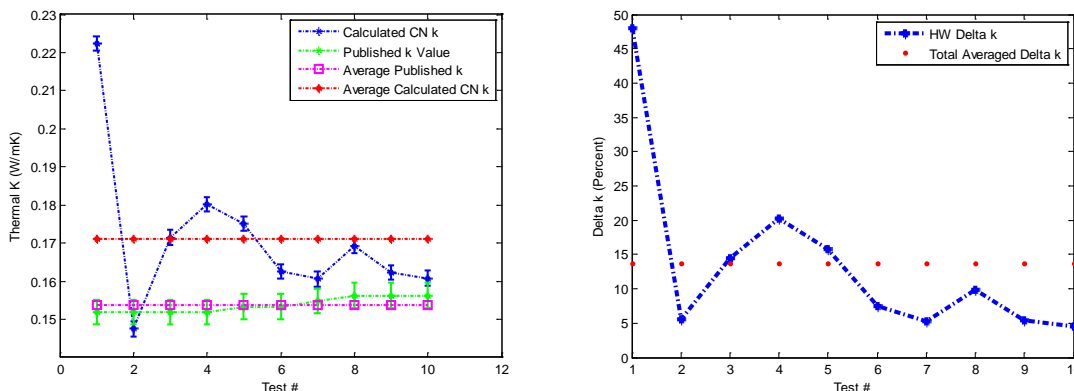 0.23
0.22
0.21
0.2
0.19
0.18
0.17
0.16
0.15
Thermal K (W/mK)
0 2 4 6 8 10 12
Test #
Calculated CN k
Published k Value
Average Published k
Average Calculated CN k
50
45
40
35
30
25
20
15
10
5
0
Delta k (Percent)
1 2 3 4 5 6 7 8 9
Test #
HW Delta k
Total Averaged Delta k